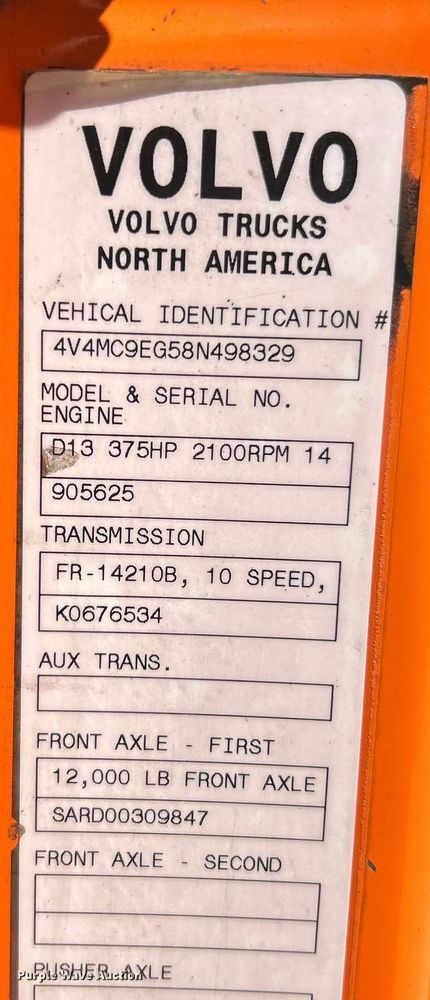 VOLVO
VOLVO TRUCKS
NORTH AMERICA
VEHICAL IDENTIFICATION #
4V4MC9EG58N498329
MODEL & SERIAL NO.
ENGINE
D13 375HP 2100RPM 14
905625
TRANSMISSION
FR-14210B, 10 SPEED,
K0676534
AUX TRANS.
FRONT AXLE - FIRST
12,000 LB FRONT AXLE
SARD00309847
FRONT AXLE - SECOND
PUSHER AXLE
Purple Wave Auction